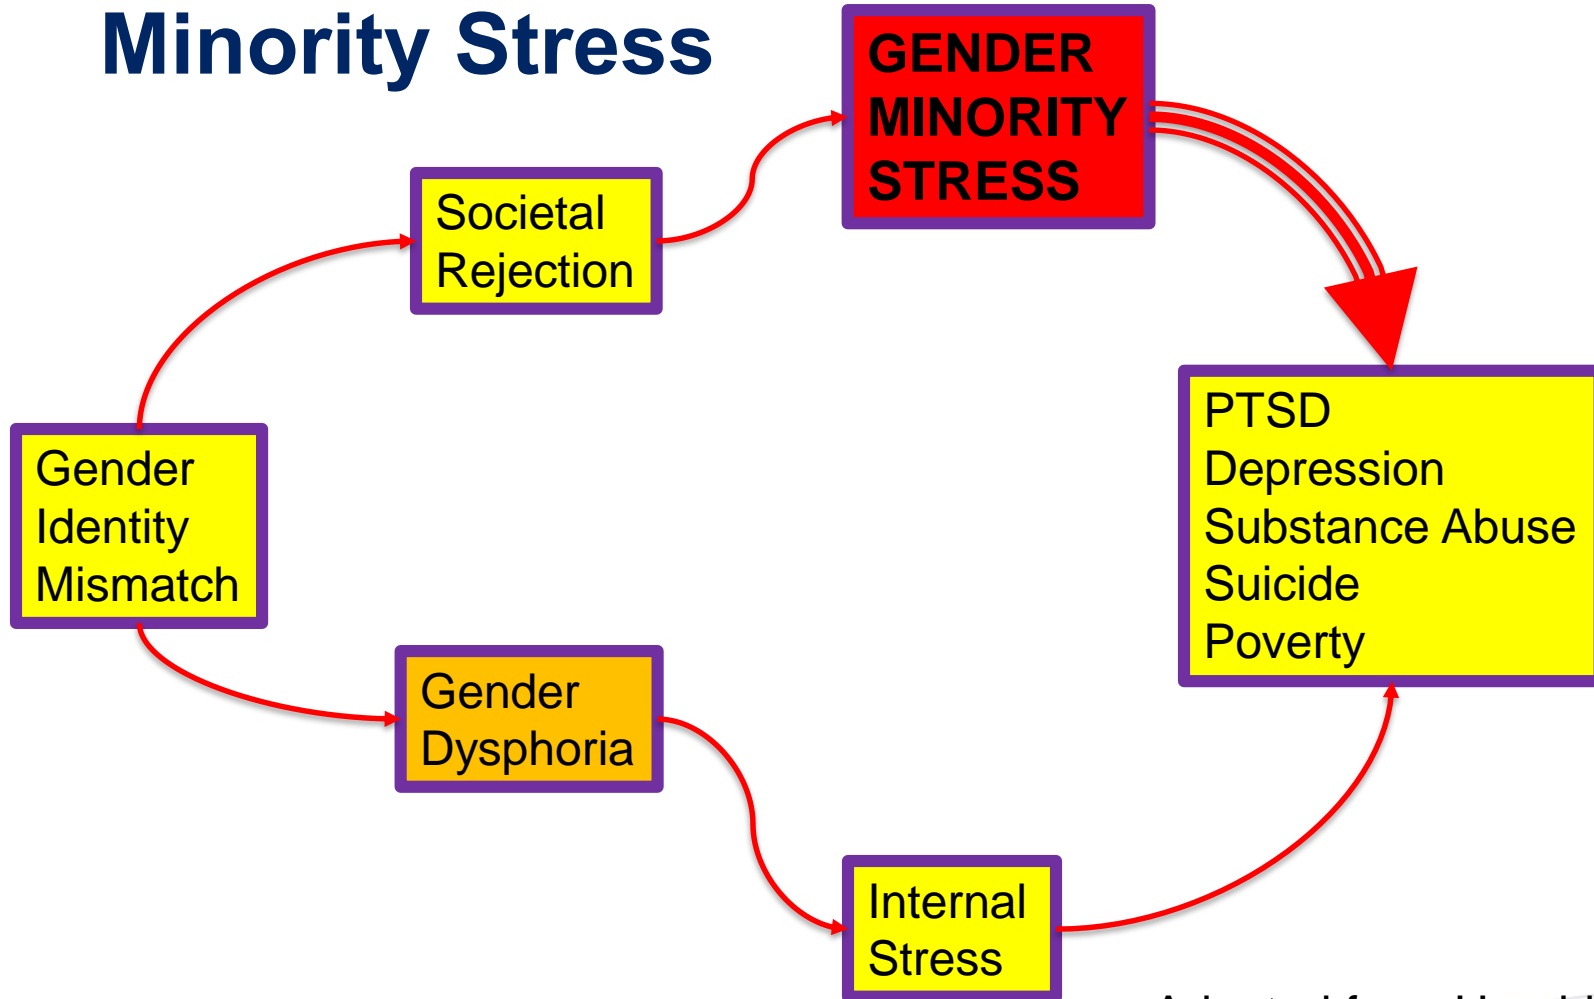 Minority Stress
GENDER
MINORITY
STRESS
Societal
Rejection
Gender
Identity
Mismatch
PTSD
Depression
Substance Abuse
Suicide
Poverty
Gender
Dysphoria
Internal
Stress